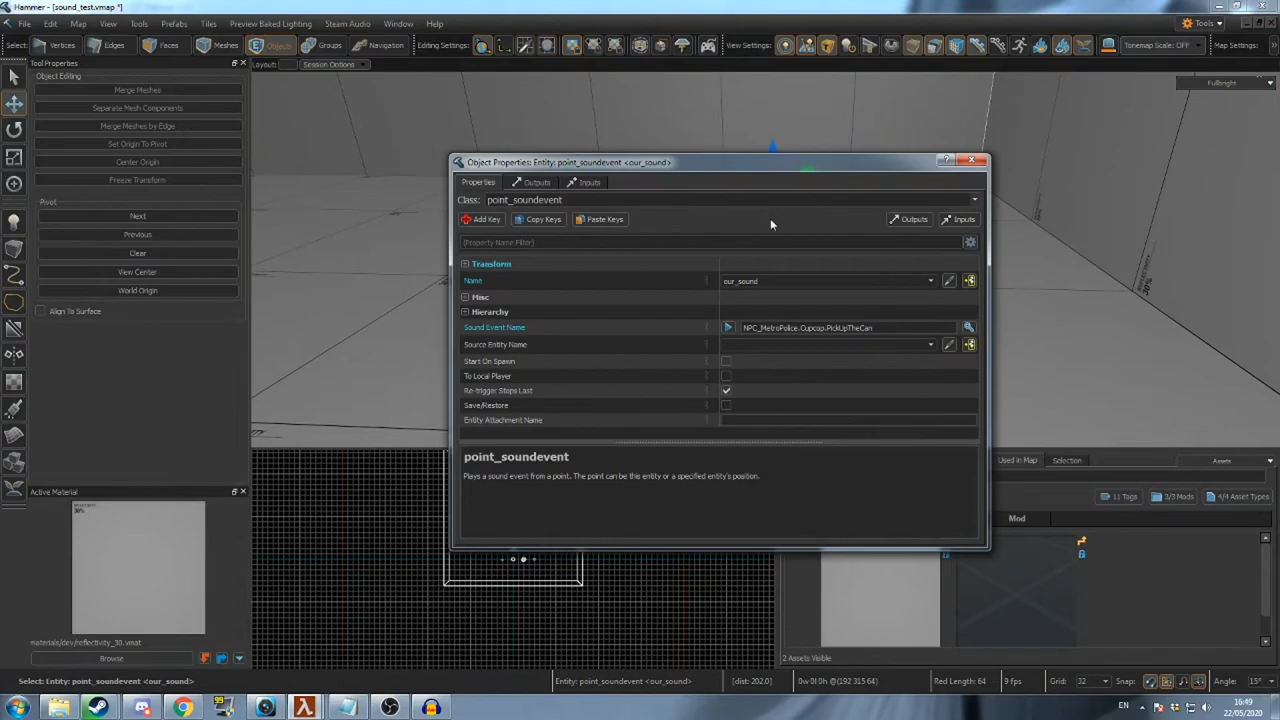 Hammer - [sound_test.vmap *]
File Edit Map View Tools Prefabs Tiles Preview Baked Lighting Steam Audio Window Help
Tools
Select: Vertices Edges Faces Meshes Objects Groups Navigation Editing Settings: View Settings: Tonemap Scale: OFF Map Settings:
Tool Properties
Layout: Session Options
Object Editing
Merge Meshes
Separate Mesh Components
Merge Meshes by Edge
Set Origin To Pivot
Center Origin
Freeze Transform
Pivot
Next
Previous
Clear
View Center
World Origin
Align To Surface
Fullbright
Object Properties: Entity: point_soundevent <our_sound>
Properties Outputs Inputs
Class: point_soundevent
Add Key Copy Keys Paste Keys Outputs Inputs
(Property Name Filter)
Transform
Name our_sound
Misc
Hierarchy
Sound Event Name NPC_MetroPolice.Cupcop.PickUpTheCan
Source Entity Name
Start On Spawn
To Local Player
Re-trigger Stops Last
Save/Restore
Entity Attachment Name
point_soundevent
Plays a sound event from a point. The point can be this entity or a specified entity's position.
Active Material
30%
materials/dev/reflectivity_30.vmat
Browse
Used in Map Selection Assets
11 Tags 3/3 Mods 4/4 Asset Types
Mod
2 Assets Visible
Select: Entity: point_soundevent <our_sound> Entity: point_soundevent <our_sound> [dist: 202.0] 0w 0l 0h @(192 315 64) Red Length: 64 9 fps Grid: 32 Snap: Angle: 15°
99
EN 16:49
22/05/2020